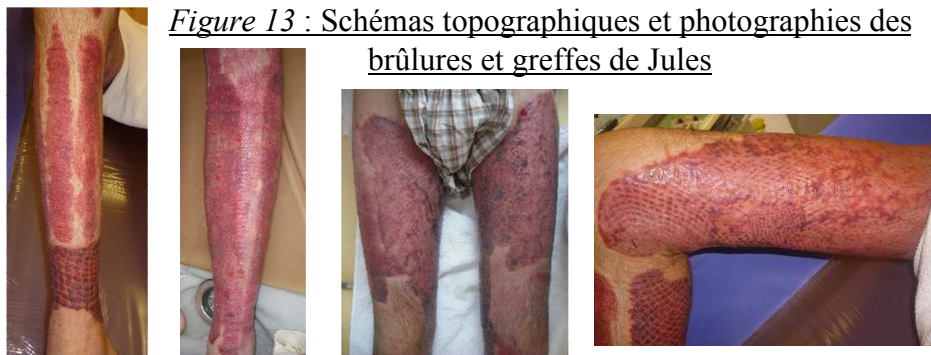 Figure 13 : Schémas topographiques et photographies des
brûlures et greffes de Jules